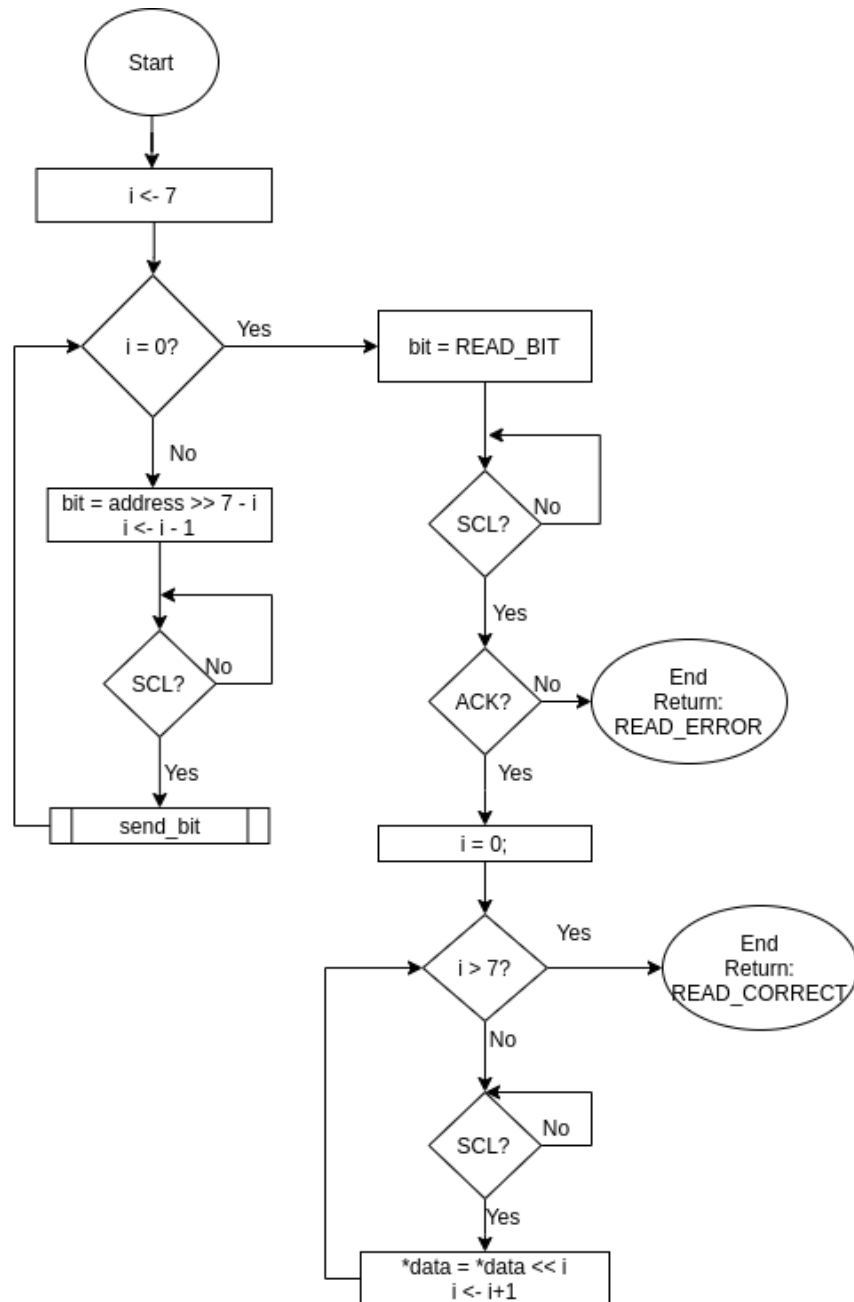 Start
i <- 7
i = 0?
Yes
No
bit = address >> 7 - i
i <- i - 1
SCL?
No
Yes
send_bit
bit = READ_BIT
SCL?
No
Yes
ACK?
No
End
Return:
READ_ERROR
Yes
i = 0;
i > 7?
Yes
End
Return:
READ_CORRECT
No
SCL?
No
Yes
*data = *data << i
i <- i+1